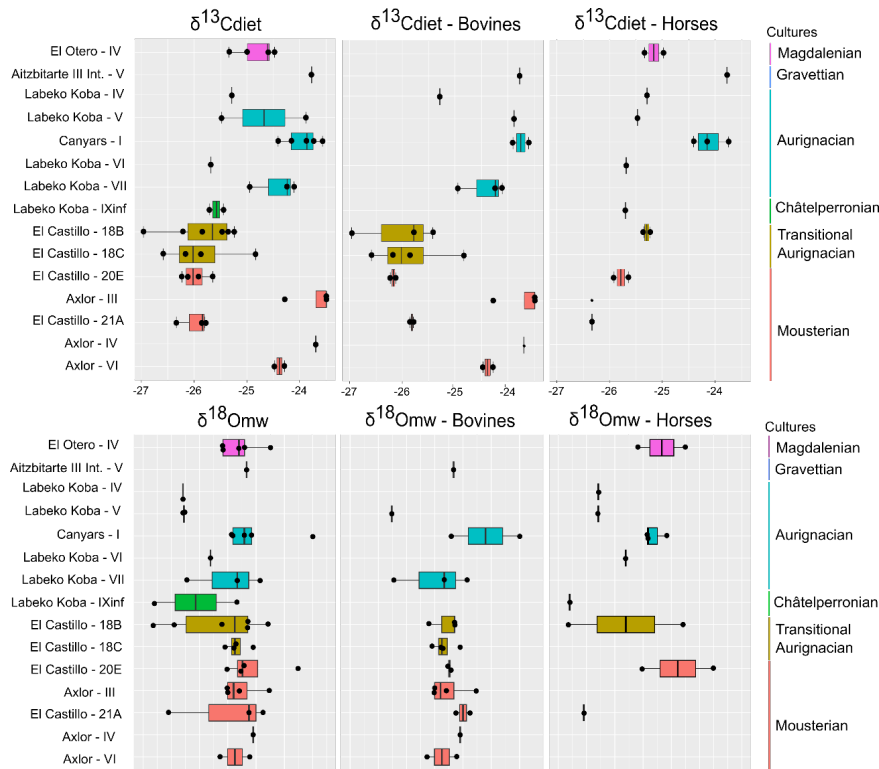 δ13Cdiet
δ13Cdiet - Bovines
δ13Cdiet - Horses
Cultures
El Otero - IV
Aitzbitarte III Int. - V
Labeko Koba - IV
Labeko Koba - V
Canyars - I
Labeko Koba - VI
Labeko Koba - VII
Labeko Koba - IXinf
El Castillo - 18B
El Castillo - 18C
El Castillo - 20E
Axlor - III
El Castillo - 21A
Axlor - IV
Axlor - VI
Magdalenian
Gravettian
Aurignacian
Châtelperronian
Transitional
Aurignacian
Mousterian
-27 -26 -25 -24
-27 -26 -25 -24
-27 -26 -25 -24
δ18Omw
δ18Omw - Bovines
δ18Omw - Horses
Cultures
El Otero - IV
Aitzbitarte III Int. - V
Labeko Koba - IV
Labeko Koba - V
Canyars - I
Labeko Koba - VI
Labeko Koba - VII
Labeko Koba - IXinf
El Castillo - 18B
El Castillo - 18C
El Castillo - 20E
Axlor - III
El Castillo - 21A
Axlor - IV
Axlor - VI
Magdalenian
Gravettian
Aurignacian
Châtelperronian
Transitional
Aurignacian
Mousterian